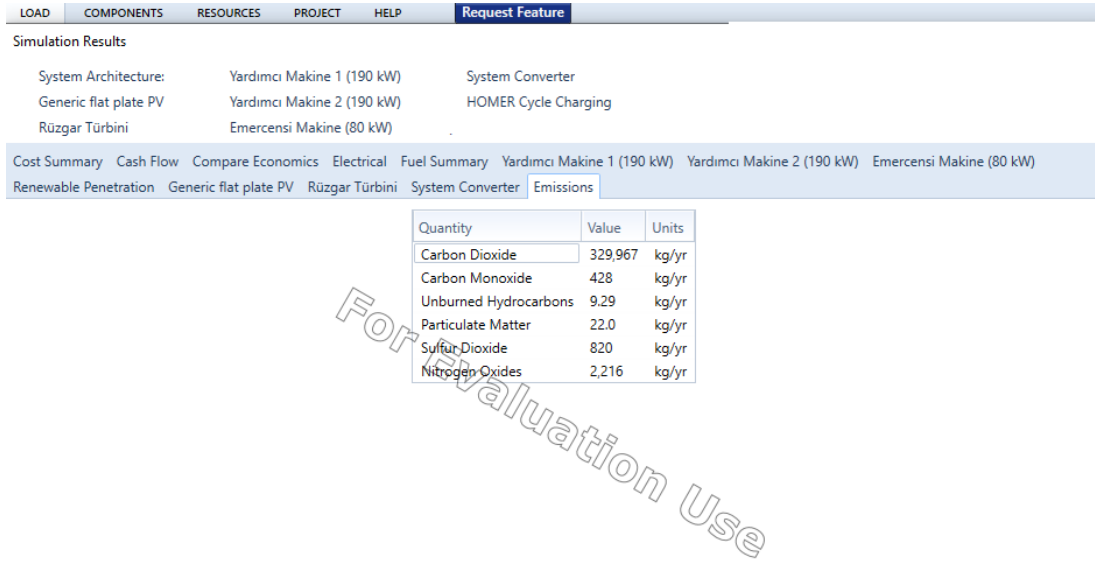 LOAD COMPONENTS RESOURCES PROJECT HELP Request Feature
Simulation Results
System Architecture: Yardımcı Makine 1 (190 kW) System Converter
Generic flat plate PV Yardımcı Makine 2 (190 kW) HOMER Cycle Charging
Rüzgar Türbini Emercensi Makine (80 kW) .
Cost Summary Cash Flow Compare Economics Electrical Fuel Summary Yardımcı Makine 1 (190 kW) Yardımcı Makine 2 (190 kW) Emercensi Makine (80 kW)
Renewable Penetration Generic flat plate PV Rüzgar Türbini System Converter Emissions
Quantity Value Units
Carbon Dioxide 329,967 kg/yr
Carbon Monoxide 428 kg/yr
Unburned Hydrocarbons 9.29 kg/yr
Particulate Matter 22.0 kg/yr
Sulfur Dioxide 820 kg/yr
Nitrogen Oxides 2,216 kg/yr
For Evaluation Use